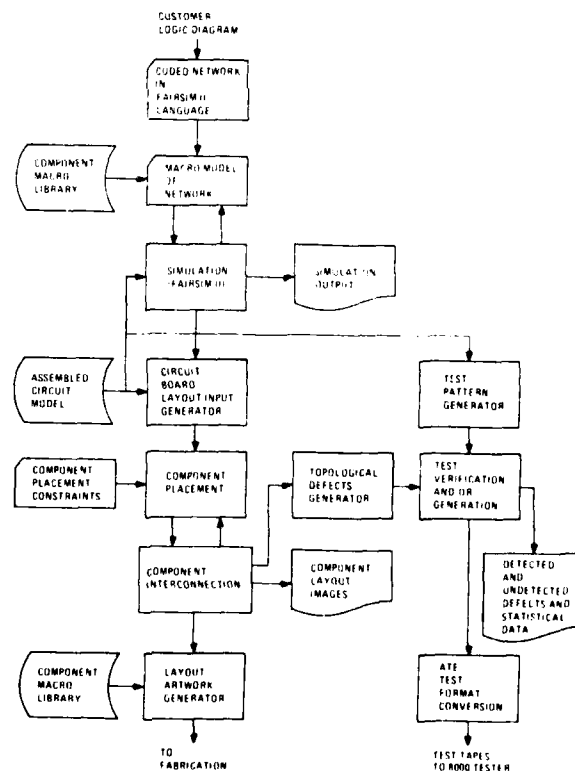 CUSTOMER
LOGIC DIAGRAM
CODED NETWORK
IN
FAIRSIM II
LANGUAGE
COMPONENT
MACRO
LIBRARY
MACRO MODEL
OF
NETWORK
SIMULATION
(FAIRSIM II)
SIMULATION
OUTPUT
ASSEMBLED
CIRCUIT
MODEL
CIRCUIT
BOARD
LAYOUT INPUT
GENERATOR
TEST
PATTERN
GENERATOR
COMPONENT
PLACEMENT
CONSTRAINTS
COMPONENT
PLACEMENT
TOPOLOGICAL
DEFECTS
GENERATOR
TEST
VERIFICATION
AND OR
GENERATION
COMPONENT
INTERCONNECTION
COMPONENT
LAYOUT
IMAGES
DETECTED
AND
UNDETECTED
DEFECTS AND
STATISTICAL
DATA
COMPONENT
MACRO
LIBRARY
LAYOUT
ARTWORK
GENERATOR
ATE
TEST
FORMAT
CONVERSION
TO
FABRICATION
TEST TAPES
TO 8000 TESTER